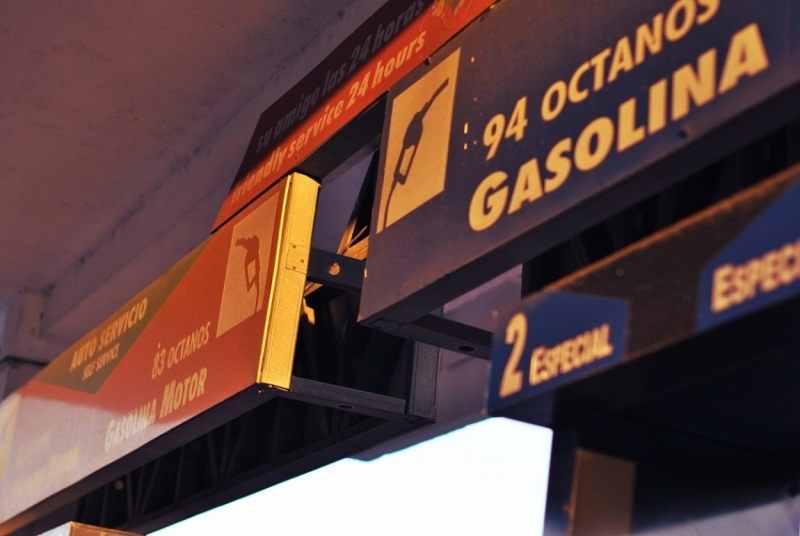 su amigo las 24 horas
friendly service 24 hours
94 OCTANOS
GASOLINA
AUTO SERVICIO
SELF SERVICE
83 OCTANOS
GASOLINA MOTOR
2 ESPECIAL